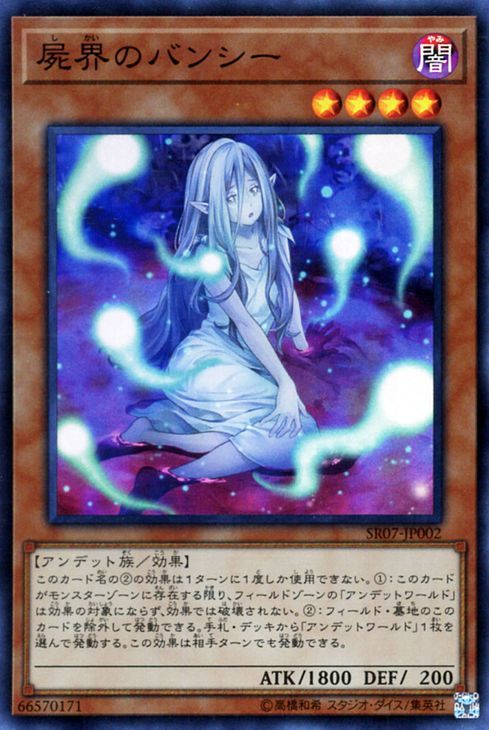 屍界のバンシー
闇
SR07-JP002
【アンデット族／効果】
このカード名の②の効果は１ターンに１度しか使用できない。①：このカード
がモンスターゾーンに存在する限り、フィールドゾーンの「アンデットワールド」
は効果の対象にならず、効果では破壊されない。②：フィールド・墓地のこの
カードを除外して発動できる。手札・デッキから「アンデットワールド」１枚を
選んで発動する。この効果は相手ターンでも発動できる。
ATK/1800 DEF/ 200
66570171
©高橋和希 スタジオ・ダイス/集英社